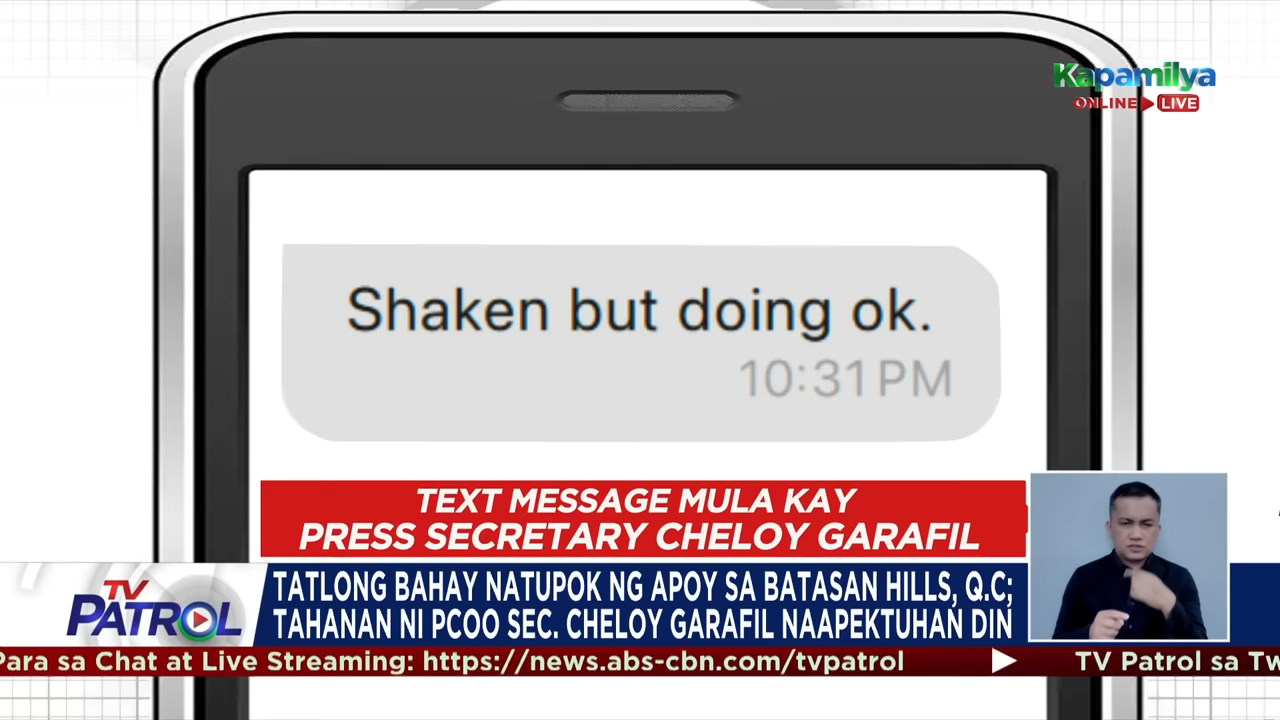 Kapamilya
ONLINE LIVE
Shaken but doing ok.
10:31 PM
TEXT MESSAGE MULA KAY
PRESS SECRETARY CHELOY GARAFIL
TV
PATROL
TATLONG BAHAY NATUPOK NG APOY SA BATASAN HILLS, Q.C;
TAHANAN NI PCOO SEC. CHELOY GARAFIL NAAPEKTUHAN DIN
Para sa Chat at Live Streaming: https://news.abs-cbn.com/tvpatrol TV Patrol sa